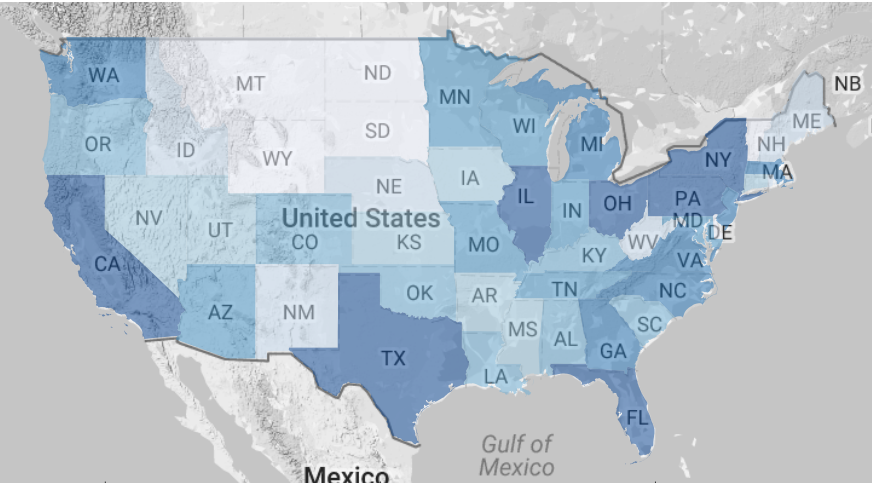 WA
MT
ND
NB
MN
OR
ID
SD
WI
MI
ME
NH
WY
NY
MA
IA
NE
IL
OH
PA
NV
UT
United States
IN
MD
DE
CO
KS
MO
WV
VA
CA
KY
AZ
NM
OK
AR
TN
NC
MS
AL
SC
TX
GA
LA
FL
Gulf of
Mexico
Mexico